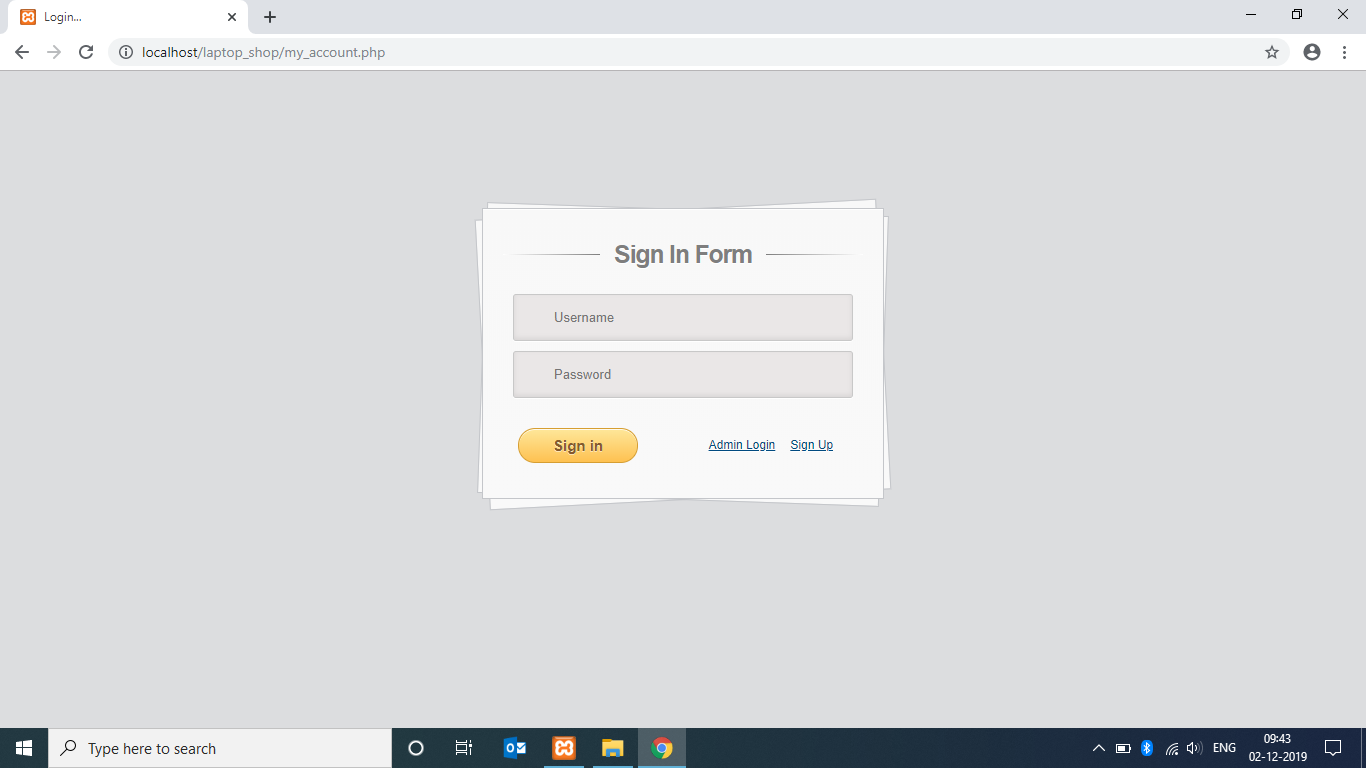 Login...
localhost/laptop_shop/my_account.php
Sign In Form
Username
Password
Sign in
Admin Login
Sign Up
Type here to search
ENG
09:43
02-12-2019